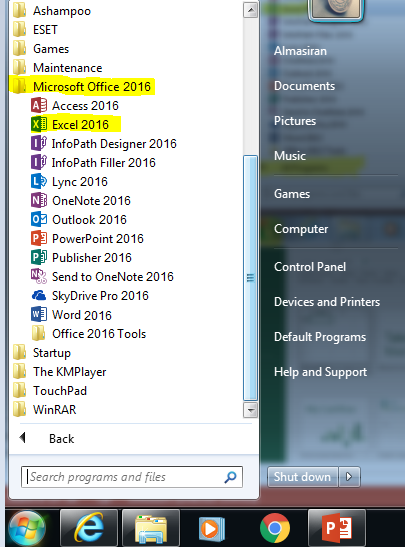 Ashampoo
ESET
Games
Maintenance
Microsoft Office 2016
Access 2016
Excel 2016
InfoPath Designer 2016
InfoPath Filler 2016
Lync 2016
OneNote 2016
Outlook 2016
PowerPoint 2016
Publisher 2016
Send to OneNote 2016
SkyDrive Pro 2016
Word 2016
Office 2016 Tools
Startup
The KMPlayer
TouchPad
WinRAR
Back
Search programs and files
Almasiran
Documents
Pictures
Music
Games
Computer
Control Panel
Devices and Printers
Default Programs
Help and Support
Shut down